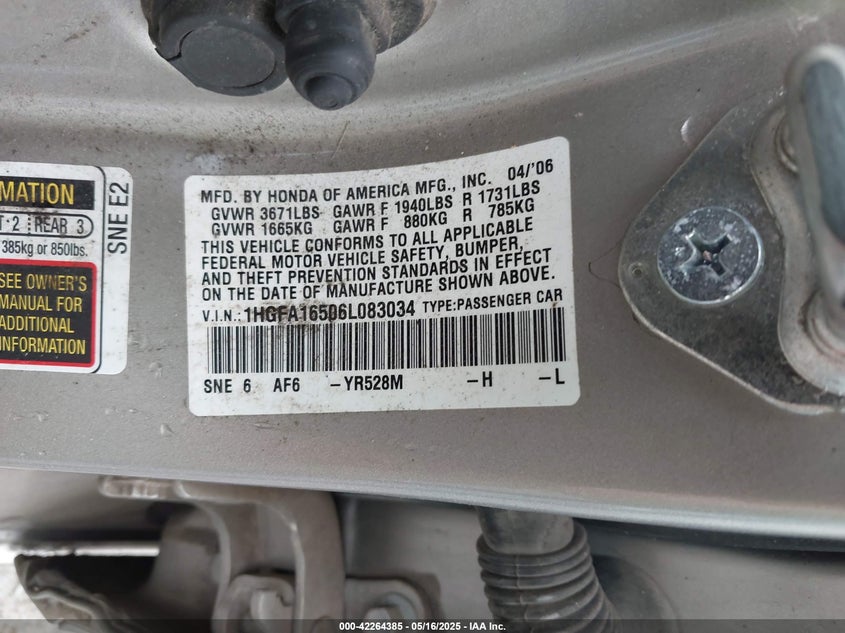 MATION
T:2 REAR 3
385kg or 850lbs.
SEE OWNER'S
MANUAL FOR
ADDITIONAL
INFORMATION
SNE E2
MFD. BY HONDA OF AMERICA MFG., INC. 04/'06
GVWR 3671LBS GAWR F 1940LBS R 1731LBS
GVWR 1665KG GAWR F 880KG R 785KG
THIS VEHICLE CONFORMS TO ALL APPLICABLE
FEDERAL MOTOR VEHICLE SAFETY, BUMPER,
AND THEFT PREVENTION STANDARDS IN EFFECT
ON THE DATE OF MANUFACTURE SHOWN ABOVE.
V.I.N.: 1HGFA16506L083034 TYPE:PASSENGER CAR
SNE 6 AF6 -YR528M -H -L
000-42264385 - 05/16/2025 - IAA Inc.